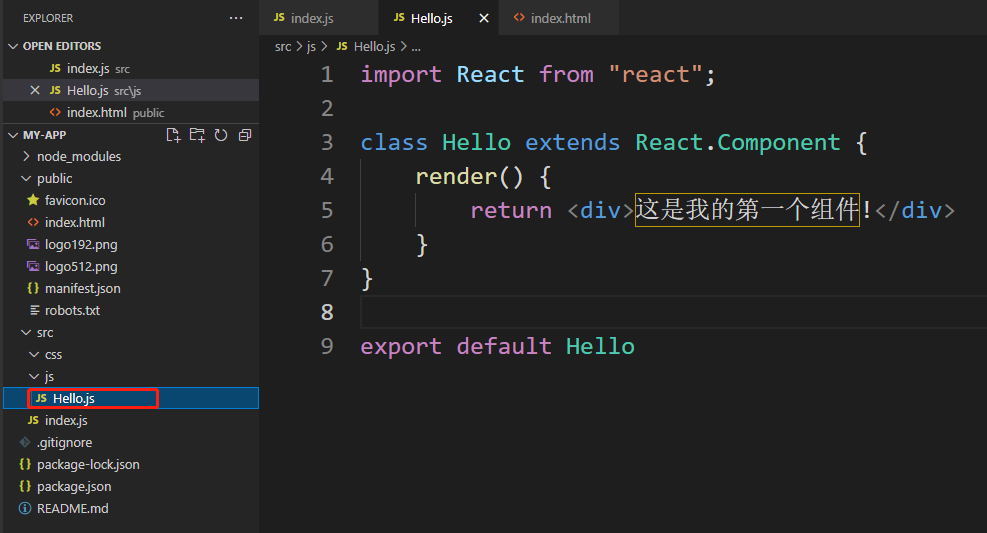 EXPLORER
OPEN EDITORS
JS index.js src
JS Hello.js src\js
<> index.html public
MY-APP
node_modules
public
favicon.ico
<> index.html
logo192.png
logo512.png
{} manifest.json
robots.txt
src
css
js
JS Hello.js
JS index.js
.gitignore
{} package-lock.json
{} package.json
README.md
JS index.js JS Hello.js <> index.html
src > js > JS Hello.js > ...
1 import React from "react";
2
3 class Hello extends React.Component {
4 render() {
5 return <div>这是我的第一个组件!</div>
6 }
7 }
8
9 export default Hello